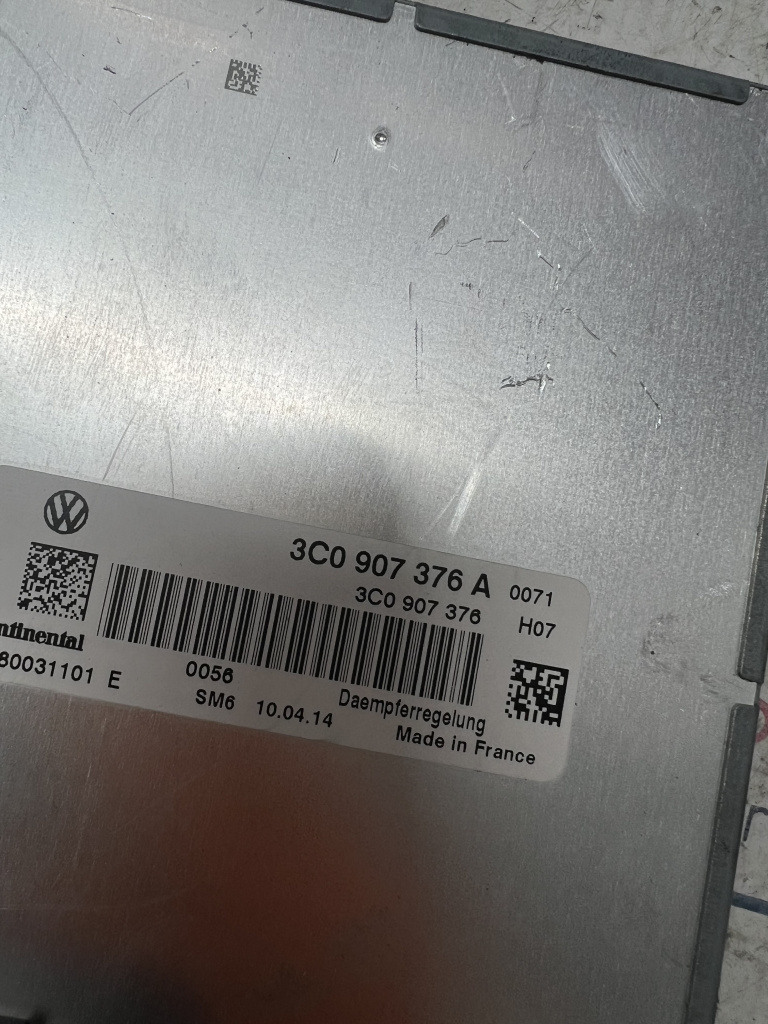 3C0 907 376 A 0071
3C0 907 376 H07
ntinental
80031101 E
0056
SM6 10.04.14
Daempferregelung
Made in France